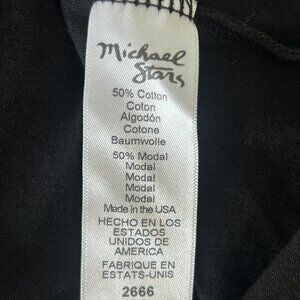 Michael
Stars
50% Cotton
Coton
Algodón
Cotone
Baumwolle
50% Modal
Modal
Modal
Modal
Modal
Made in the USA
HECHO EN LOS
ESTADOS
UNIDOS DE
AMERICA
FABRIQUE EN
ESTATS-UNIS
2666